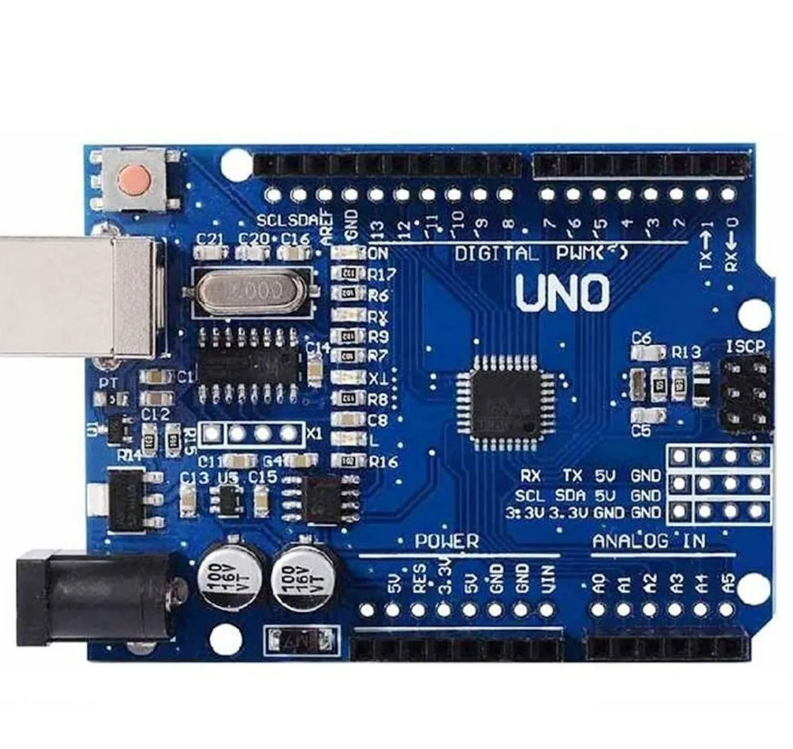 SCL SDA AREF GND 13 12 ~11 ~10 ~9 8 7 ~6 ~5 4 ~3 2 TX→1 RX←0
C21 C20 C16
ON
DIGITAL PWM(~)
R17
R6
UNO
RX
R9
C14
R7
TX
C6
R13
ISCP
PT
C1
R8
C12
C8
C5
R15
X1
L
R14
C11
R16
C13 U3 C15
RX TX 5V GND
SCL SDA 5V GND
3.3V 3.3V GND GND
POWER
ANALOG IN
100
16V
VT
100
16V
VT
5V RES 3.3V 5V GND GND VIN
A0 A1 A2 A3 A4 A5